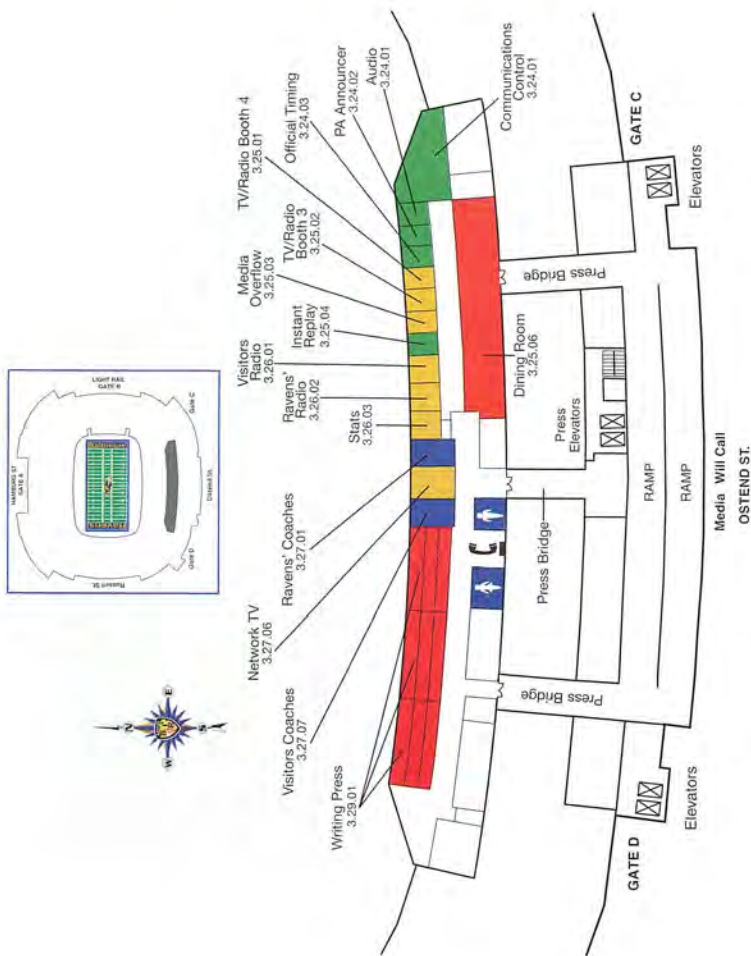 TV/Radio Booth 4
3.25.01
Official Timing
3.24.03
PA Announcer
3.24.02
Audio
3.24.01
Communications
Control
3.24.01
Visitors
Radio
3.26.01
Media
Overflow
3.25.03
TV/Radio
Booth 3
3.25.02
Instant
Replay
3.25.04
Ravens'
Radio
3.26.02
Stats
3.26.03
Ravens' Coaches
3.27.01
Network TV
3.27.06
Visitors Coaches
3.27.07
Writing Press
3.29.01
Dining Room
3.25.06
Press Bridge
Press Bridge
Press Bridge
Press
Elevators
GATE C
Elevators
GATE D
Elevators
RAMP
RAMP
Media Will Call
OSTEND ST.
LIGHT RAIL
GATE B
HAMBURG ST
GATE A
Gate C
Ostend St.
Gate D
Russell St.
N
E
S
W